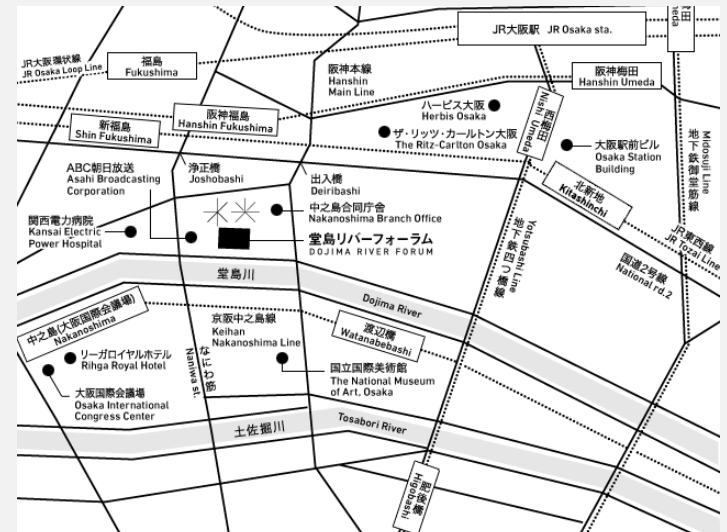 JR大阪駅 JR Osaka sta.
JR大阪環状線
JR Osaka Loop Line
福島
Fukushima
阪神本線
Hanshin
Main Line
阪神梅田
Hanshin Umeda
新福島
Shin Fukushima
阪神福島
Hanshin Fukushima
ハービス大阪
Herbis Osaka
西梅田
Nishi Umeda
ザ・リッツ・カールトン大阪
The Ritz-Carlton Osaka
大阪駅前ビル
Osaka Station
Building
Midosuji Line
地下鉄御堂筋線
ABC朝日放送
Asahi Broadcasting
Corporation
浄正橋
Joshobashi
出入橋
Deiribashi
北新地
Kitashinchi
中之島合同庁舎
Nakanoshima Branch Office
関西電力病院
Kansai Electric
Power Hospital
堂島リバーフォーラム
DOJIMA RIVER FORUM
Yotsubashi Line
地下鉄四つ橋線
JR東西線
JR Tozai Line
国道2号線
National rd.2
堂島川
Dojima River
中之島(大阪国際会議場)
Nakanoshima
京阪中之島線
Keihan
Nakanoshima Line
渡辺橋
Watanabebashi
リーガロイヤルホテル
Rihga Royal Hotel
なにわ筋
Naniwa st.
国立国際美術館
The National Museum
of Art, Osaka
大阪国際会議場
Osaka International
Congress Center
土佐堀川
Tosabori River
肥後橋
Higobashi